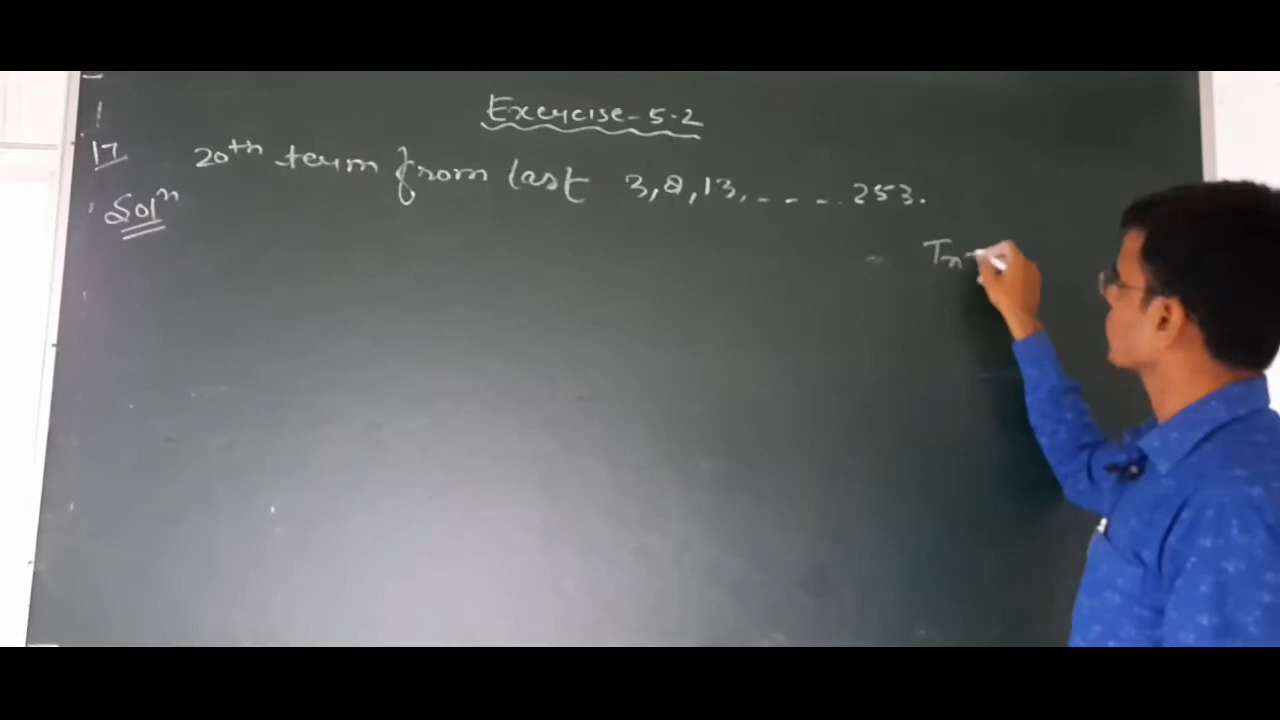 Exercise-5.2
17 20th term from last 3,8,13,.....253.
Solⁿ
Tn